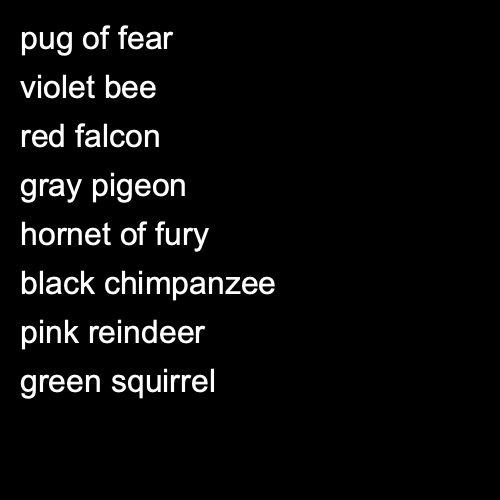 pug of fear
violet bee
red falcon
gray pigeon
hornet of fury
black chimpanzee
pink reindeer
green squirrel